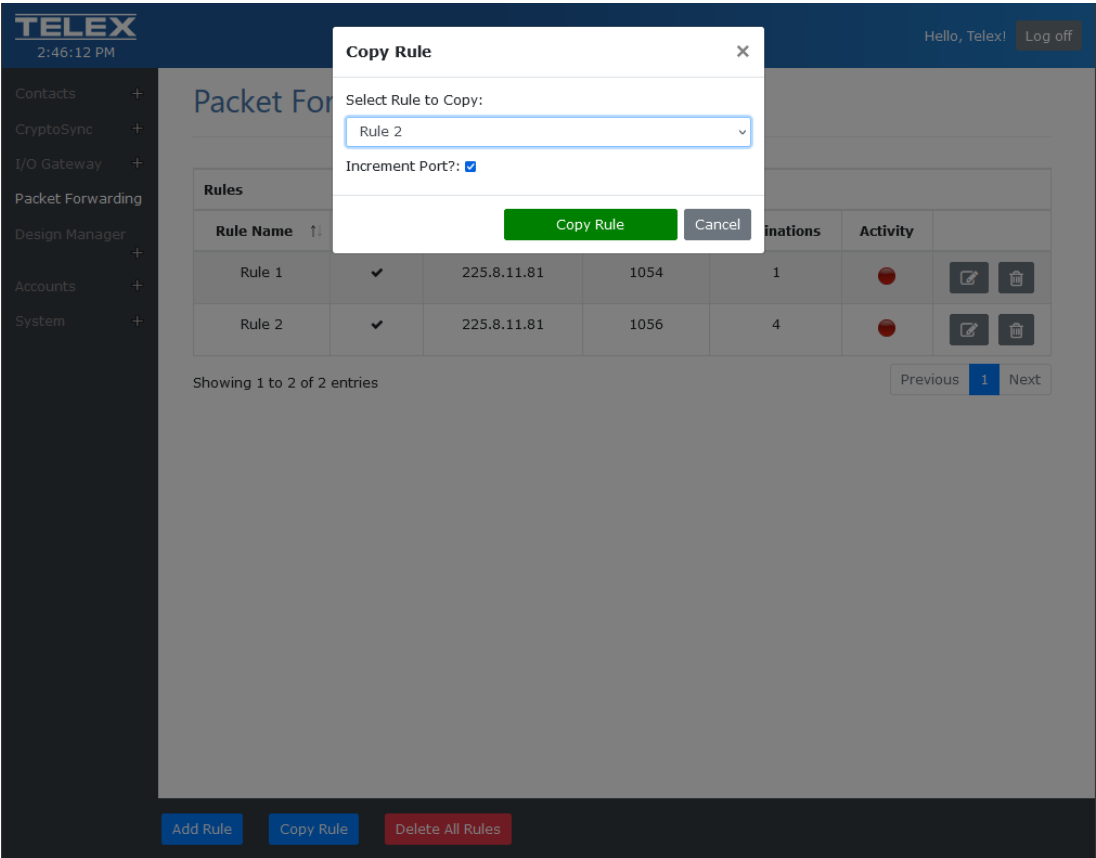 TELEX
2:46:12 PM
Hello, Telex!
Log off
Contacts +
CryptoSync +
I/O Gateway +
Packet Forwarding
Design Manager +
Accounts +
System +
Packet For
Copy Rule ×
Select Rule to Copy:
Rule 2
Increment Port?:
Copy Rule Cancel
Rules
Rule Name inations Activity
Rule 1 225.8.11.81 1054 1
Rule 2 225.8.11.81 1056 4
Showing 1 to 2 of 2 entries
Previous 1 Next
Add Rule Copy Rule Delete All Rules